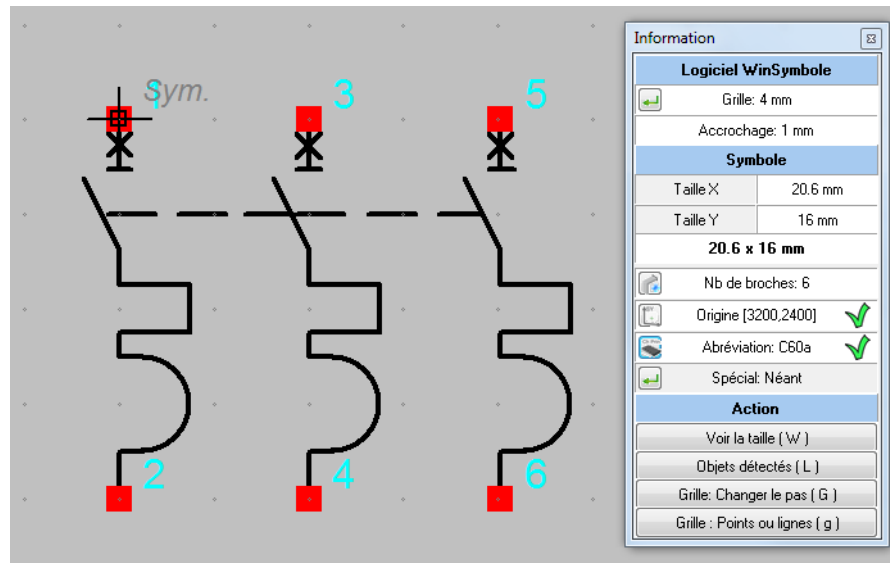 Sym.
1
3
5
2
4
6
Information
Logiciel WinSymbole
Grille: 4 mm
Accrochage: 1 mm
Symbole
Taille X 20.6 mm
Taille Y 16 mm
20.6 x 16 mm
Nb de broches: 6
Origine [3200,2400]
Abréviation: C60a
Spécial: Néant
Action
Voir la taille ( W )
Objets détectés ( L )
Grille: Changer le pas ( G )
Grille : Points ou lignes ( g )